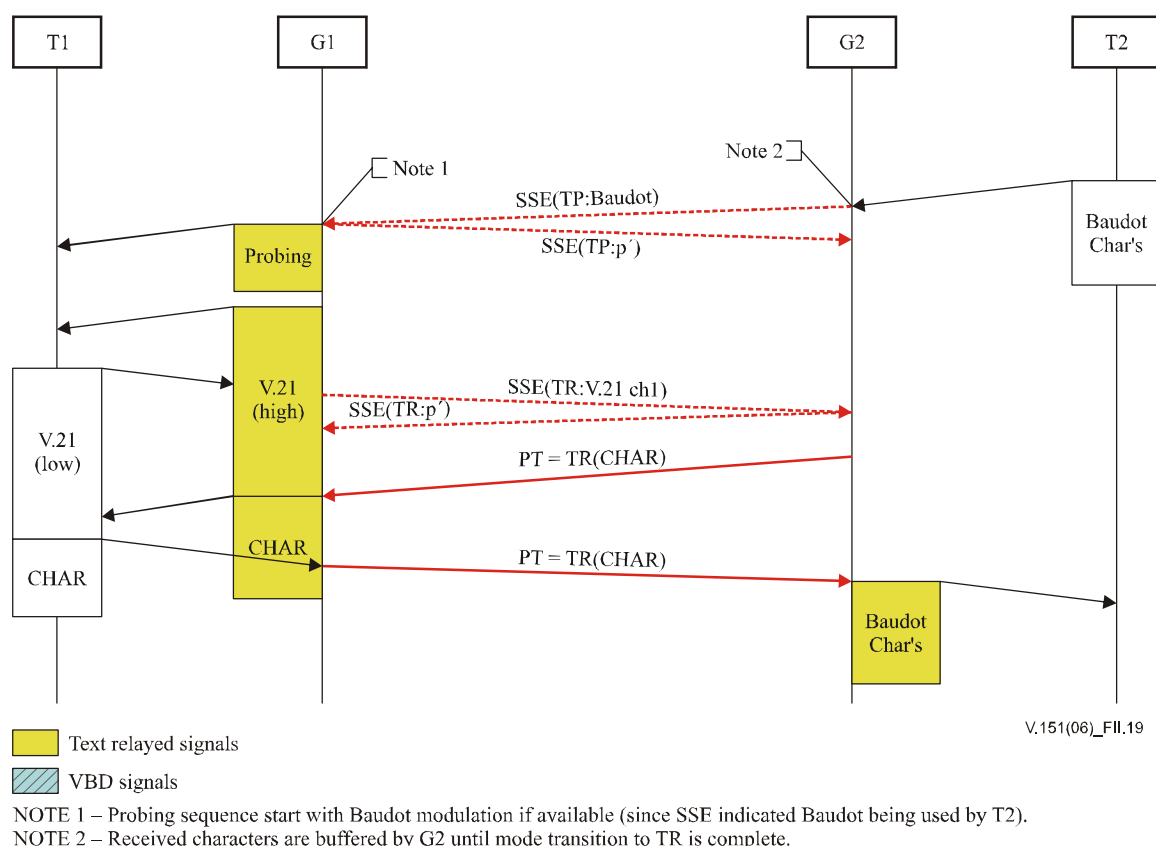 T1
G1
G2
T2
Note 1
Note 2
SSE(TP:Baudot)
Baudot
Char's
SSE(TP:p´)
Probing
V.21
(high)
SSE(TR:V.21 ch1)
SSE(TR:p´)
V.21
(low)
PT = TR(CHAR)
CHAR
PT = TR(CHAR)
CHAR
Baudot
Char's
V.151(06)_FII.19
Text relayed signals
VBD signals
NOTE 1 – Probing sequence start with Baudot modulation if available (since SSE indicated Baudot being used by T2).
NOTE 2 – Received characters are buffered by G2 until mode transition to TR is complete.